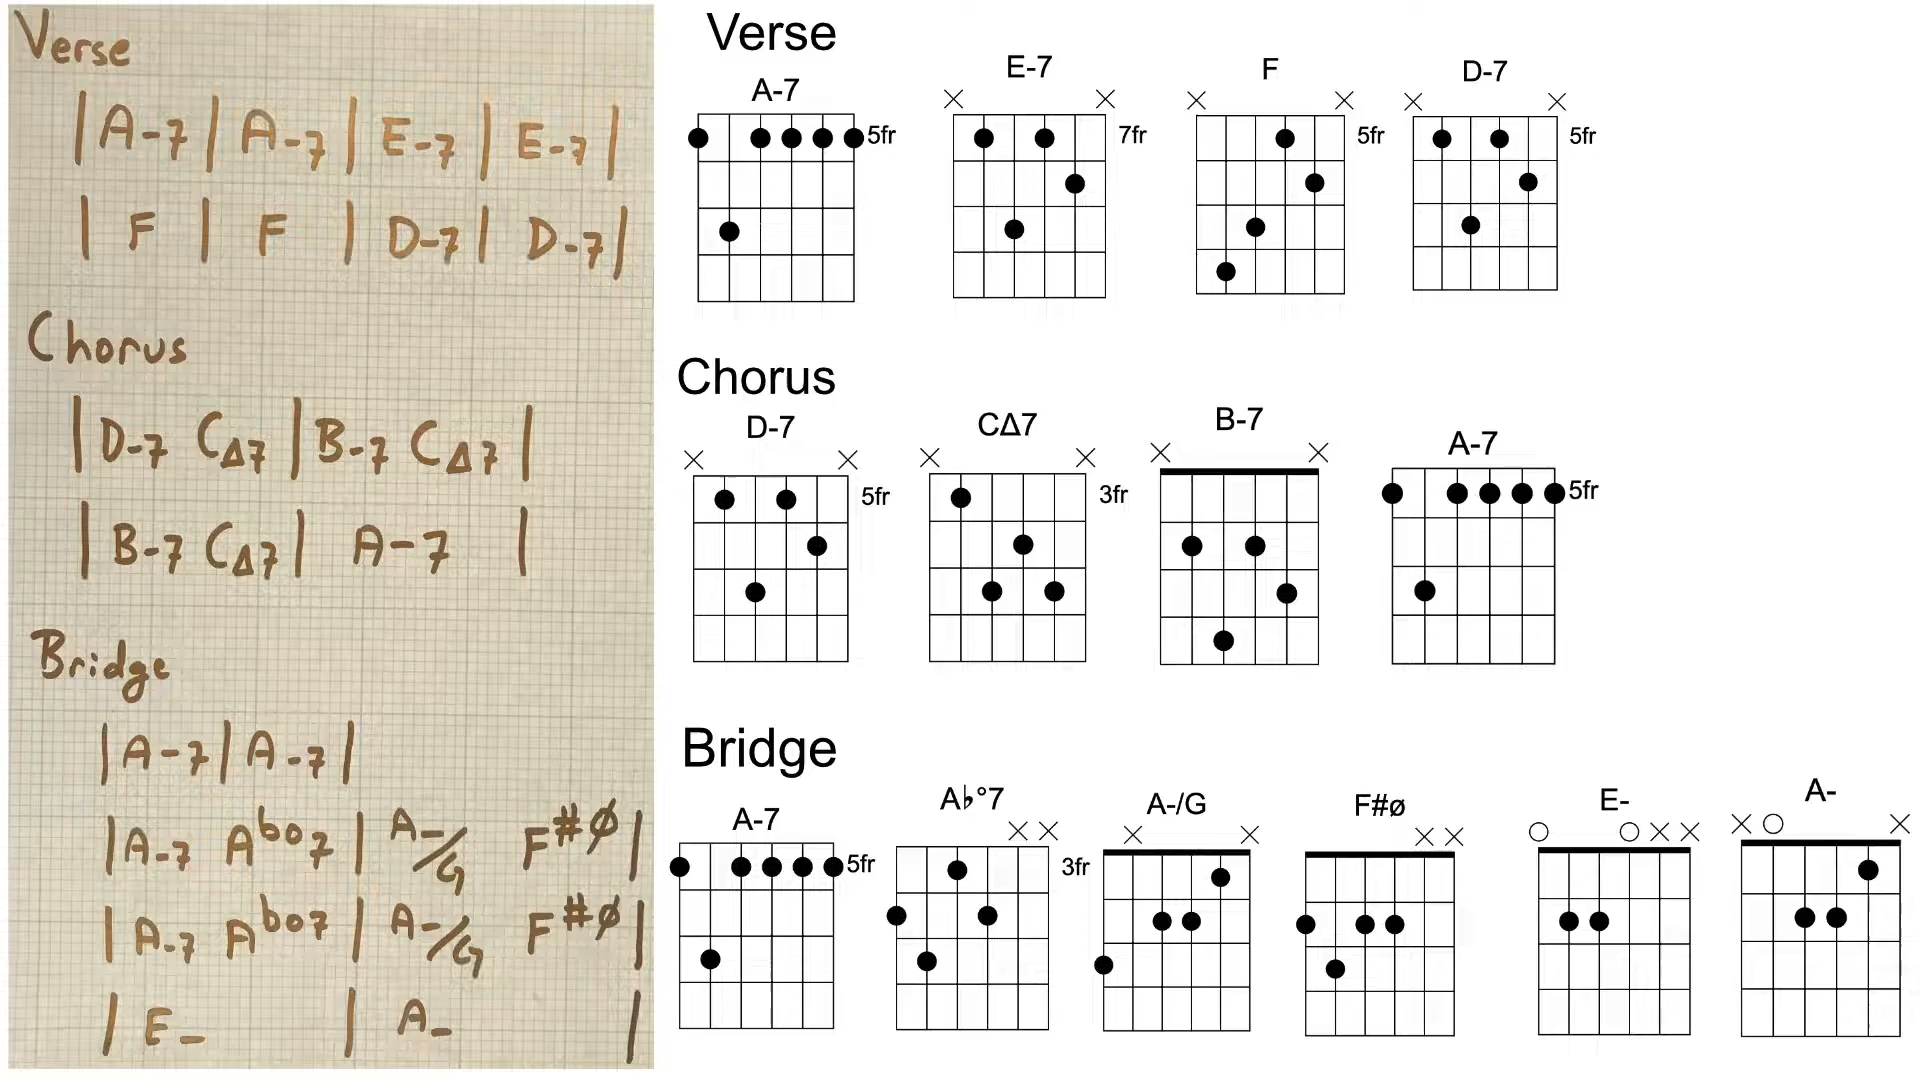 Verse
| A-7 | A-7 | E-7 | E-7 |
| F | F | D-7 | D-7 |
Chorus
| D-7 CΔ7 | B-7 CΔ7 |
| B-7 CΔ7 | A-7 |
Bridge
| A-7 | A-7 |
| A-7 Abo7 | A-/G F#ø |
| A-7 Abo7 | A-/G F#ø |
| E- | A- |
Verse
A-7 E-7 F D-7
× × × × × ×
5fr 7fr 5fr 5fr
Chorus
D-7 CΔ7 B-7 A-7
× × × × × ×
5fr 3fr 5fr
Bridge
A-7 A♭°7 A-/G F#ø E- A-
× × × × × × ○ ○ × × × ○ ×
5fr 3fr